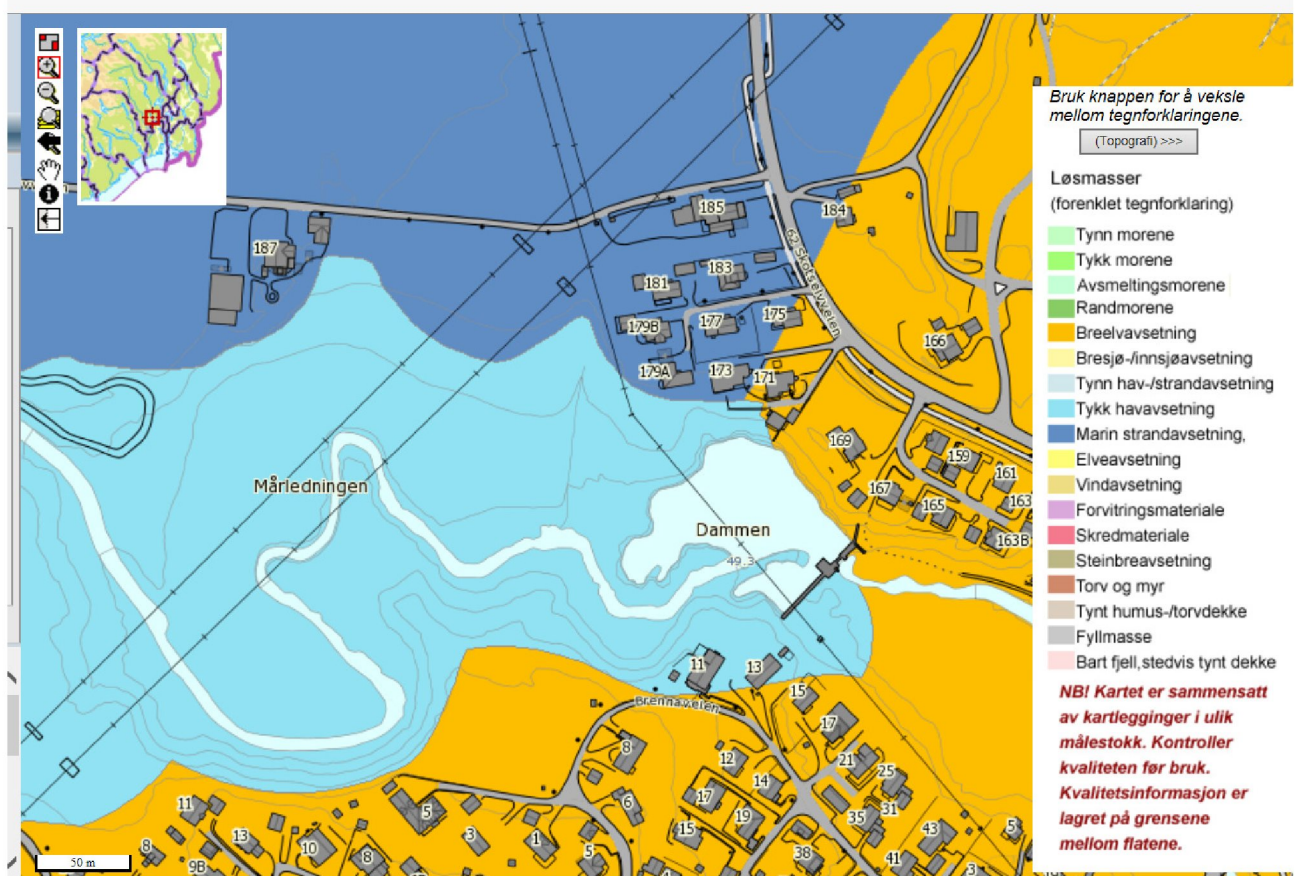 Bruk knappen for å veksle
mellom tegnforklaringene.
(Topografi) >>>
Løsmasser
(forenklet tegnforklaring)
Tynn morene
Tykk morene
Avsmeltingsmorene
Randmorene
Breelvavsetning
Bresjø-/innsjøavsetning
Tynn hav-/strandavsetning
Tykk havavsetning
Marin strandavsetning,
Elveavsetning
Vindavsetning
Forvitringsmateriale
Skredmateriale
Steinbreavsetning
Torv og myr
Tynt humus-/torvdekke
Fyllmasse
Bart fjell,stedvis tynt dekke
NB! Kartet er sammensatt
av kartlegginger i ulik
målestokk. Kontroller
kvaliteten før bruk.
Kvalitetsinformasjon er
lagret på grensene
mellom flatene.
185
184
187
62 Skotselvveien
183
181
179B
177
175
166
179A
173
171
169
159
161
167
165
163
163B
Mårledningen
Dammen
49.3
11
13
Brennaveien
15
17
8
12
21
14
25
11
5
6
17
31
13
3
15
19
35
43
5
8
10
1
9B
8
5
38
41
3
50 m